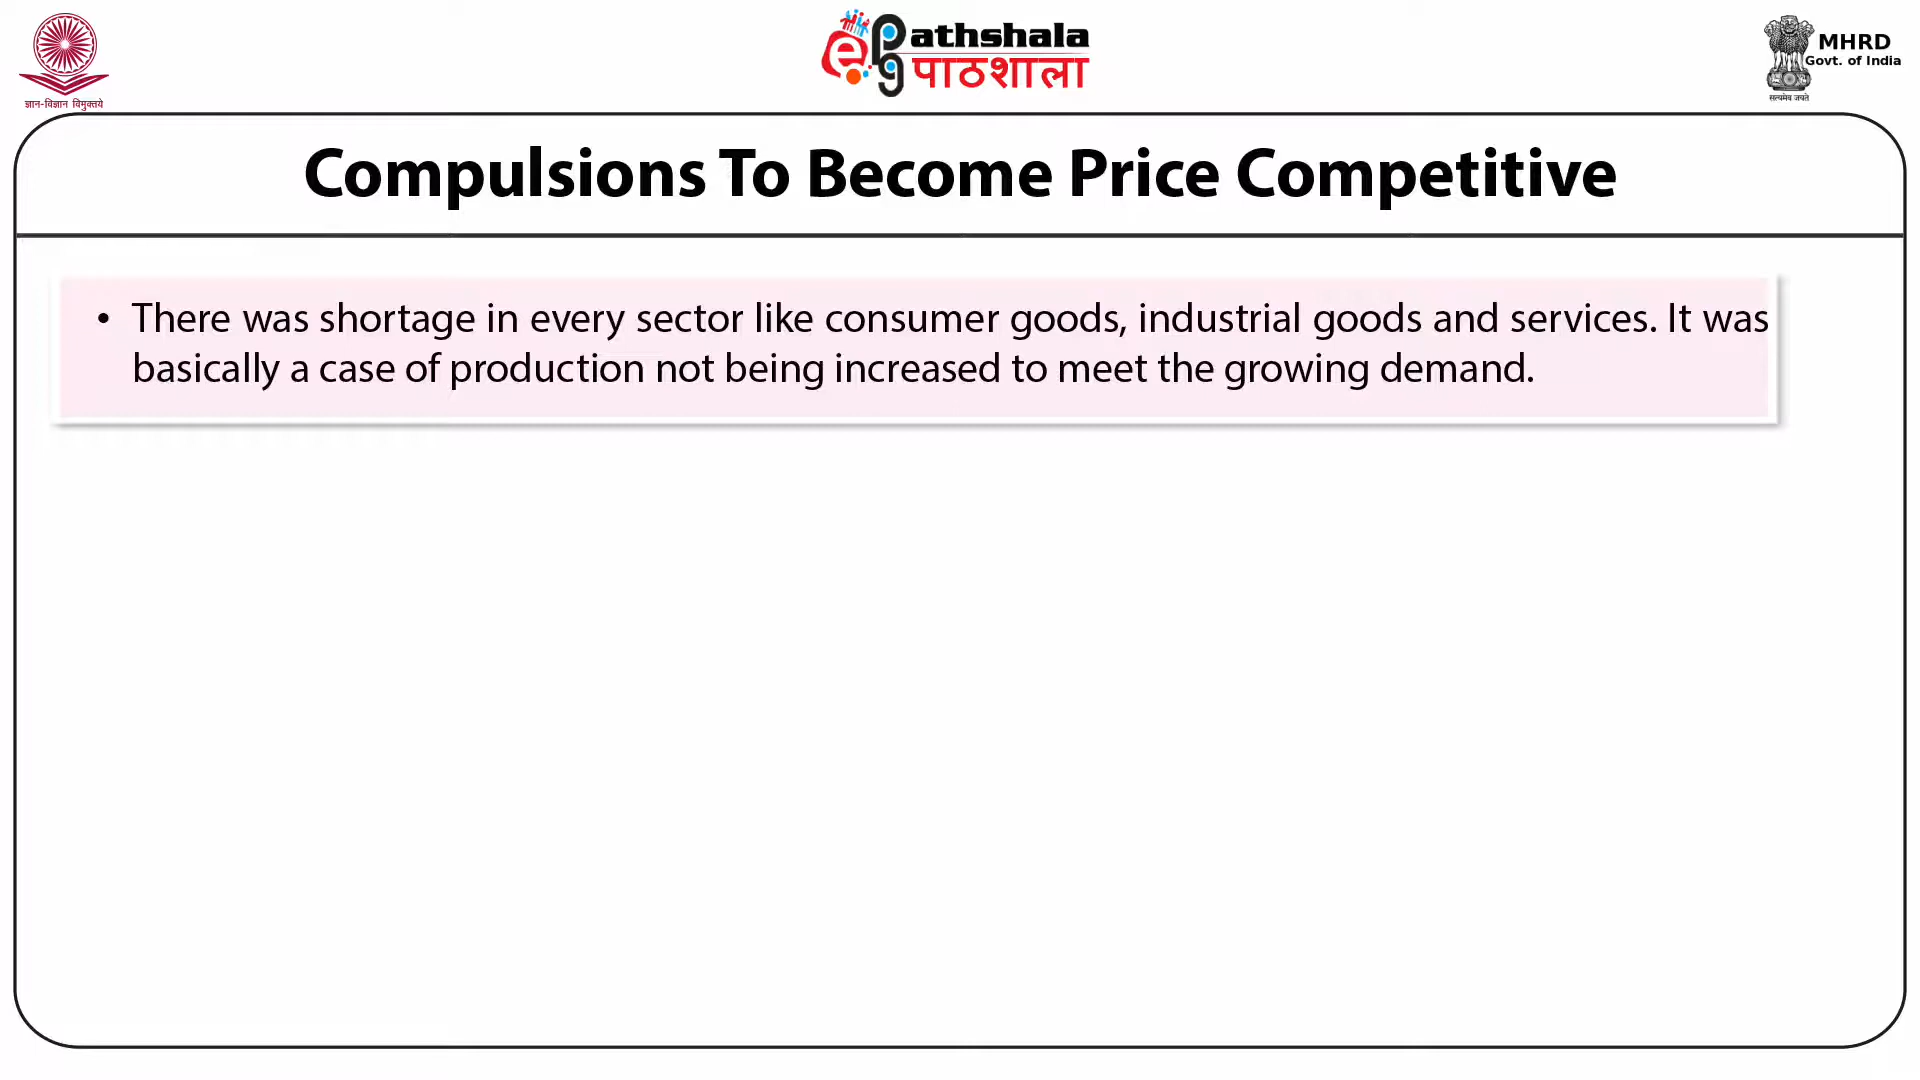 ज्ञान-विज्ञान विमुक्तये
e pg athshala
पाठशाला
सत्यमेव जयते
MHRD
Govt. of India
Compulsions To Become Price Competitive
• There was shortage in every sector like consumer goods, industrial goods and services. It was
basically a case of production not being increased to meet the growing demand.